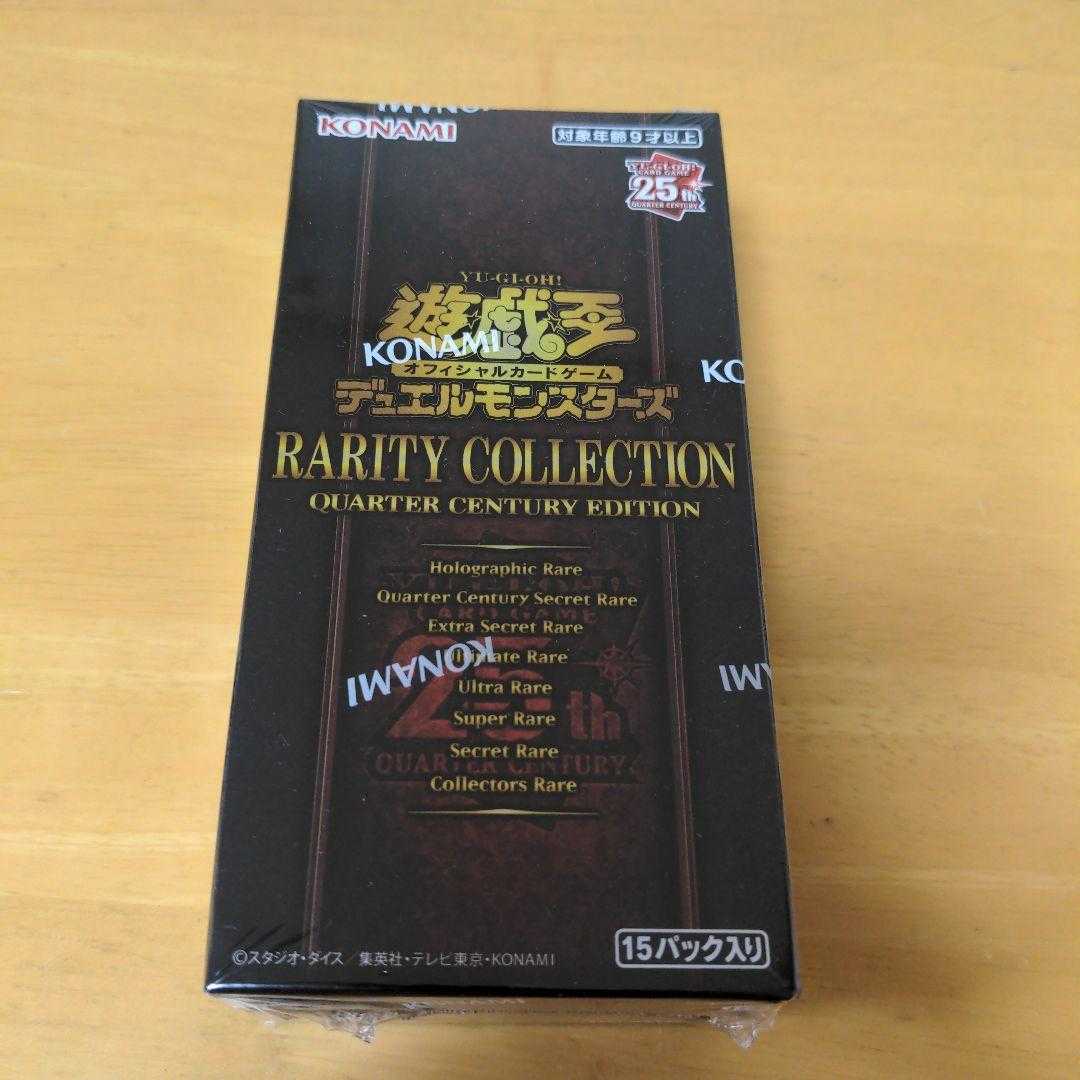 KONAMI
KONAMI
対象年齢9才以上
YU-GI-OH!
CARD GAME
25th
QUARTER CENTURY
YU-GI-OH!
遊☆戯☆王
KONAMI
オフィシャルカードゲーム
KO
デュエルモンスターズ
RARITY COLLECTION
QUARTER CENTURY EDITION
Holographic Rare
Quarter Century Secret Rare
Extra Secret Rare
Ultimate Rare
KONAMI
MI
Ultra Rare
Super Rare
Secret Rare
Collectors Rare
25th
QUARTER CENTURY
15パック入り
©スタジオ・ダイス/集英社・テレビ東京・KONAMI